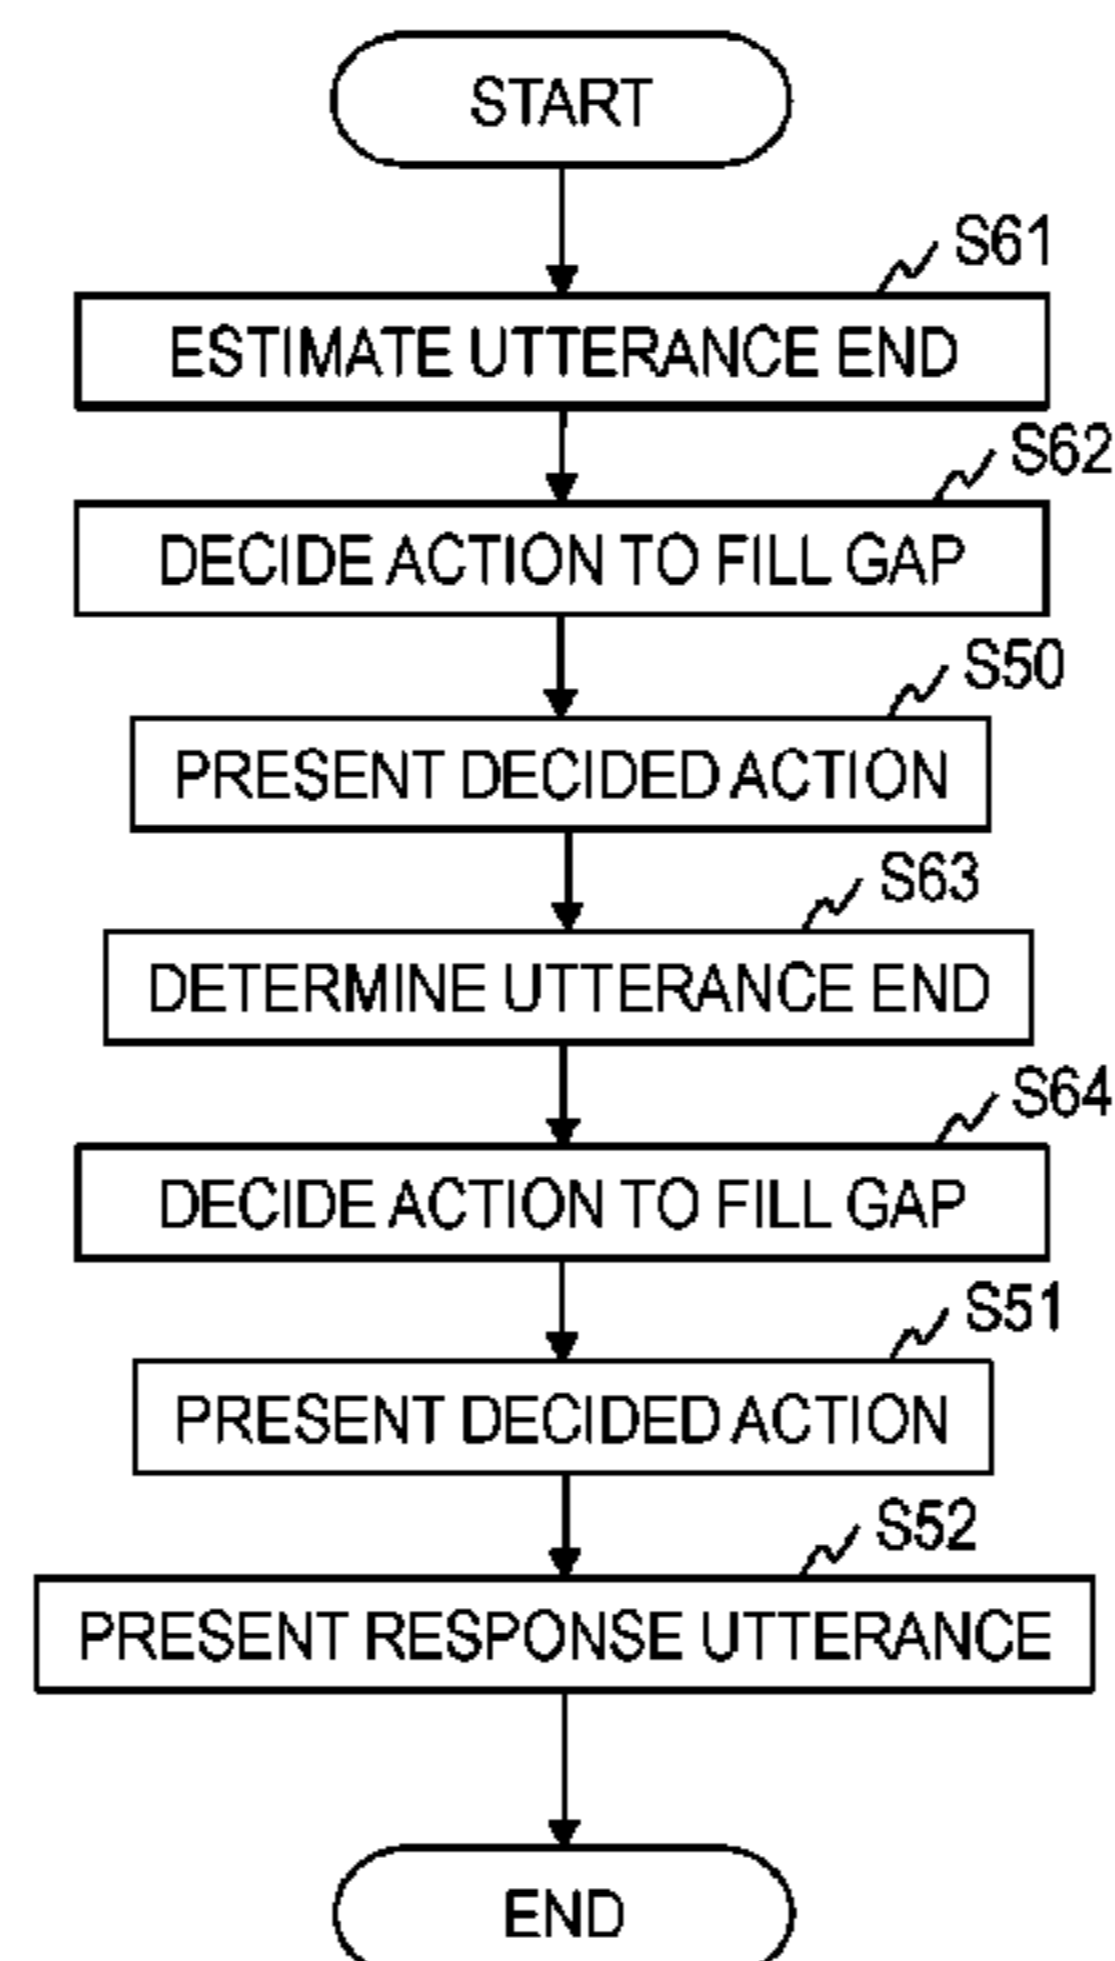 START
S61
ESTIMATE UTTERANCE END
S62
DECIDE ACTION TO FILL GAP
S50
PRESENT DECIDED ACTION
S63
DETERMINE UTTERANCE END
S64
DECIDE ACTION TO FILL GAP
S51
PRESENT DECIDED ACTION
S52
PRESENT RESPONSE UTTERANCE
END